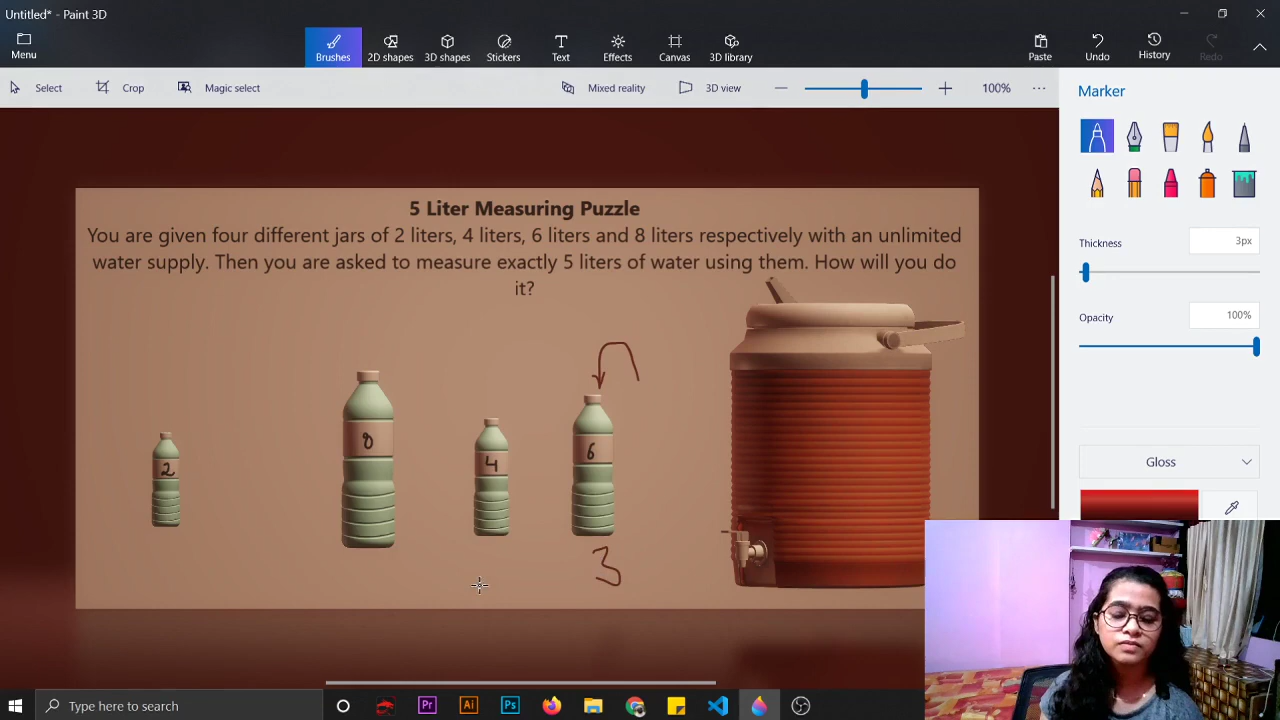 Untitled* - Paint 3D
Menu
Brushes
2D shapes
3D shapes
Stickers
Text
Effects
Canvas
3D library
Paste
Undo
History
Redo
Select
Crop
Magic select
Mixed reality
3D view
100%
Marker
Thickness
3px
Opacity
100%
Gloss
5 Liter Measuring Puzzle
You are given four different jars of 2 liters, 4 liters, 6 liters and 8 liters respectively with an unlimited
water supply. Then you are asked to measure exactly 5 liters of water using them. How will you do
it?
2
8
4
6
3
Type here to search
Pr
Ai
Ps